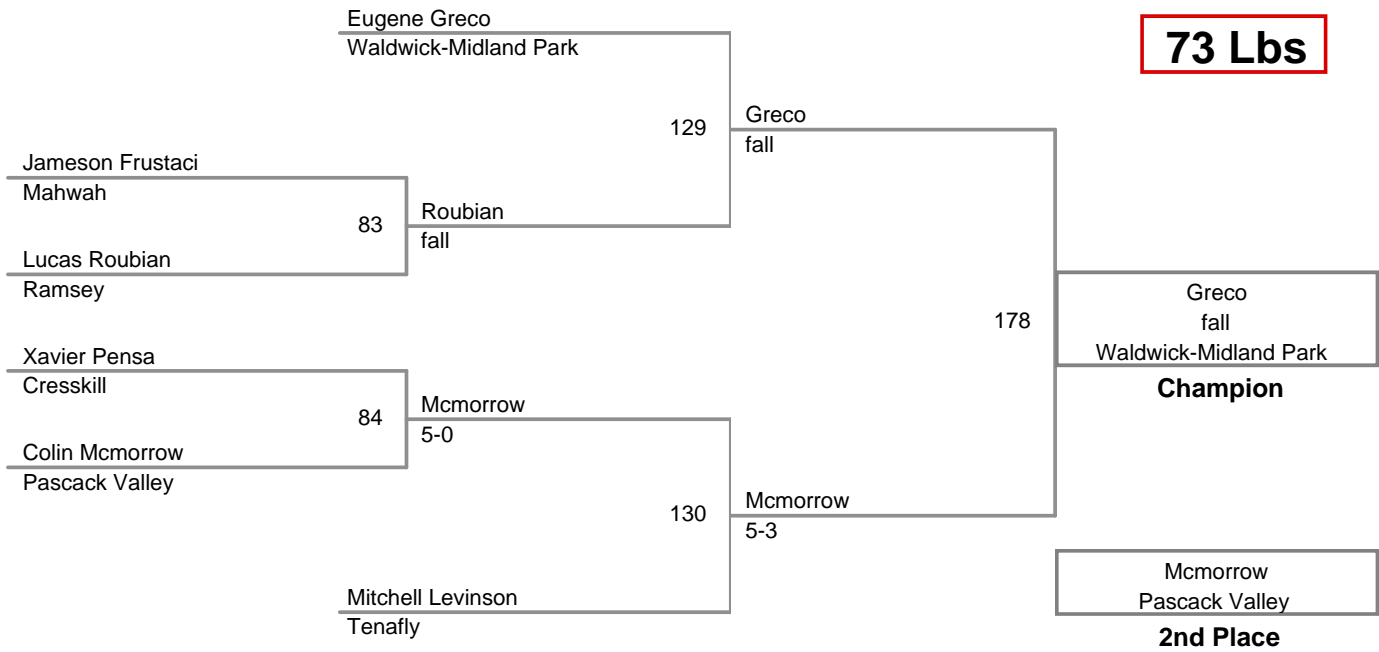 Eugene Greco
Waldwick-Midland Park
73 Lbs
129
Greco
fall
Jameson Frustaci
Mahwah
83
Roubian
fall
Lucas Roubian
Ramsey
178
Greco
fall
Waldwick-Midland Park
Champion
Xavier Pensa
Cresskill
84
Mcmorrow
5-0
Colin Mcmorrow
Pascack Valley
130
Mcmorrow
5-3
Mitchell Levinson
Tenafly
Mcmorrow
Pascack Valley
2nd Place